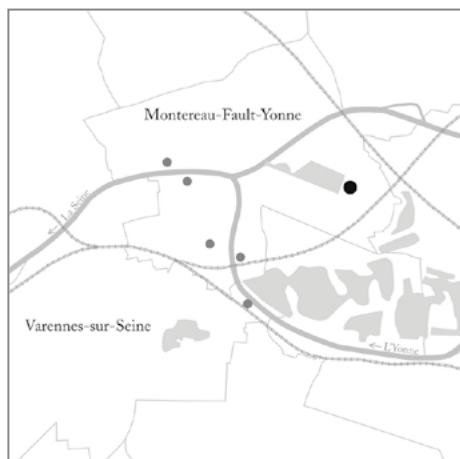 Montereau-Fault-Yonne
← La Seine
Varennes-sur-Seine
← L'Yonne